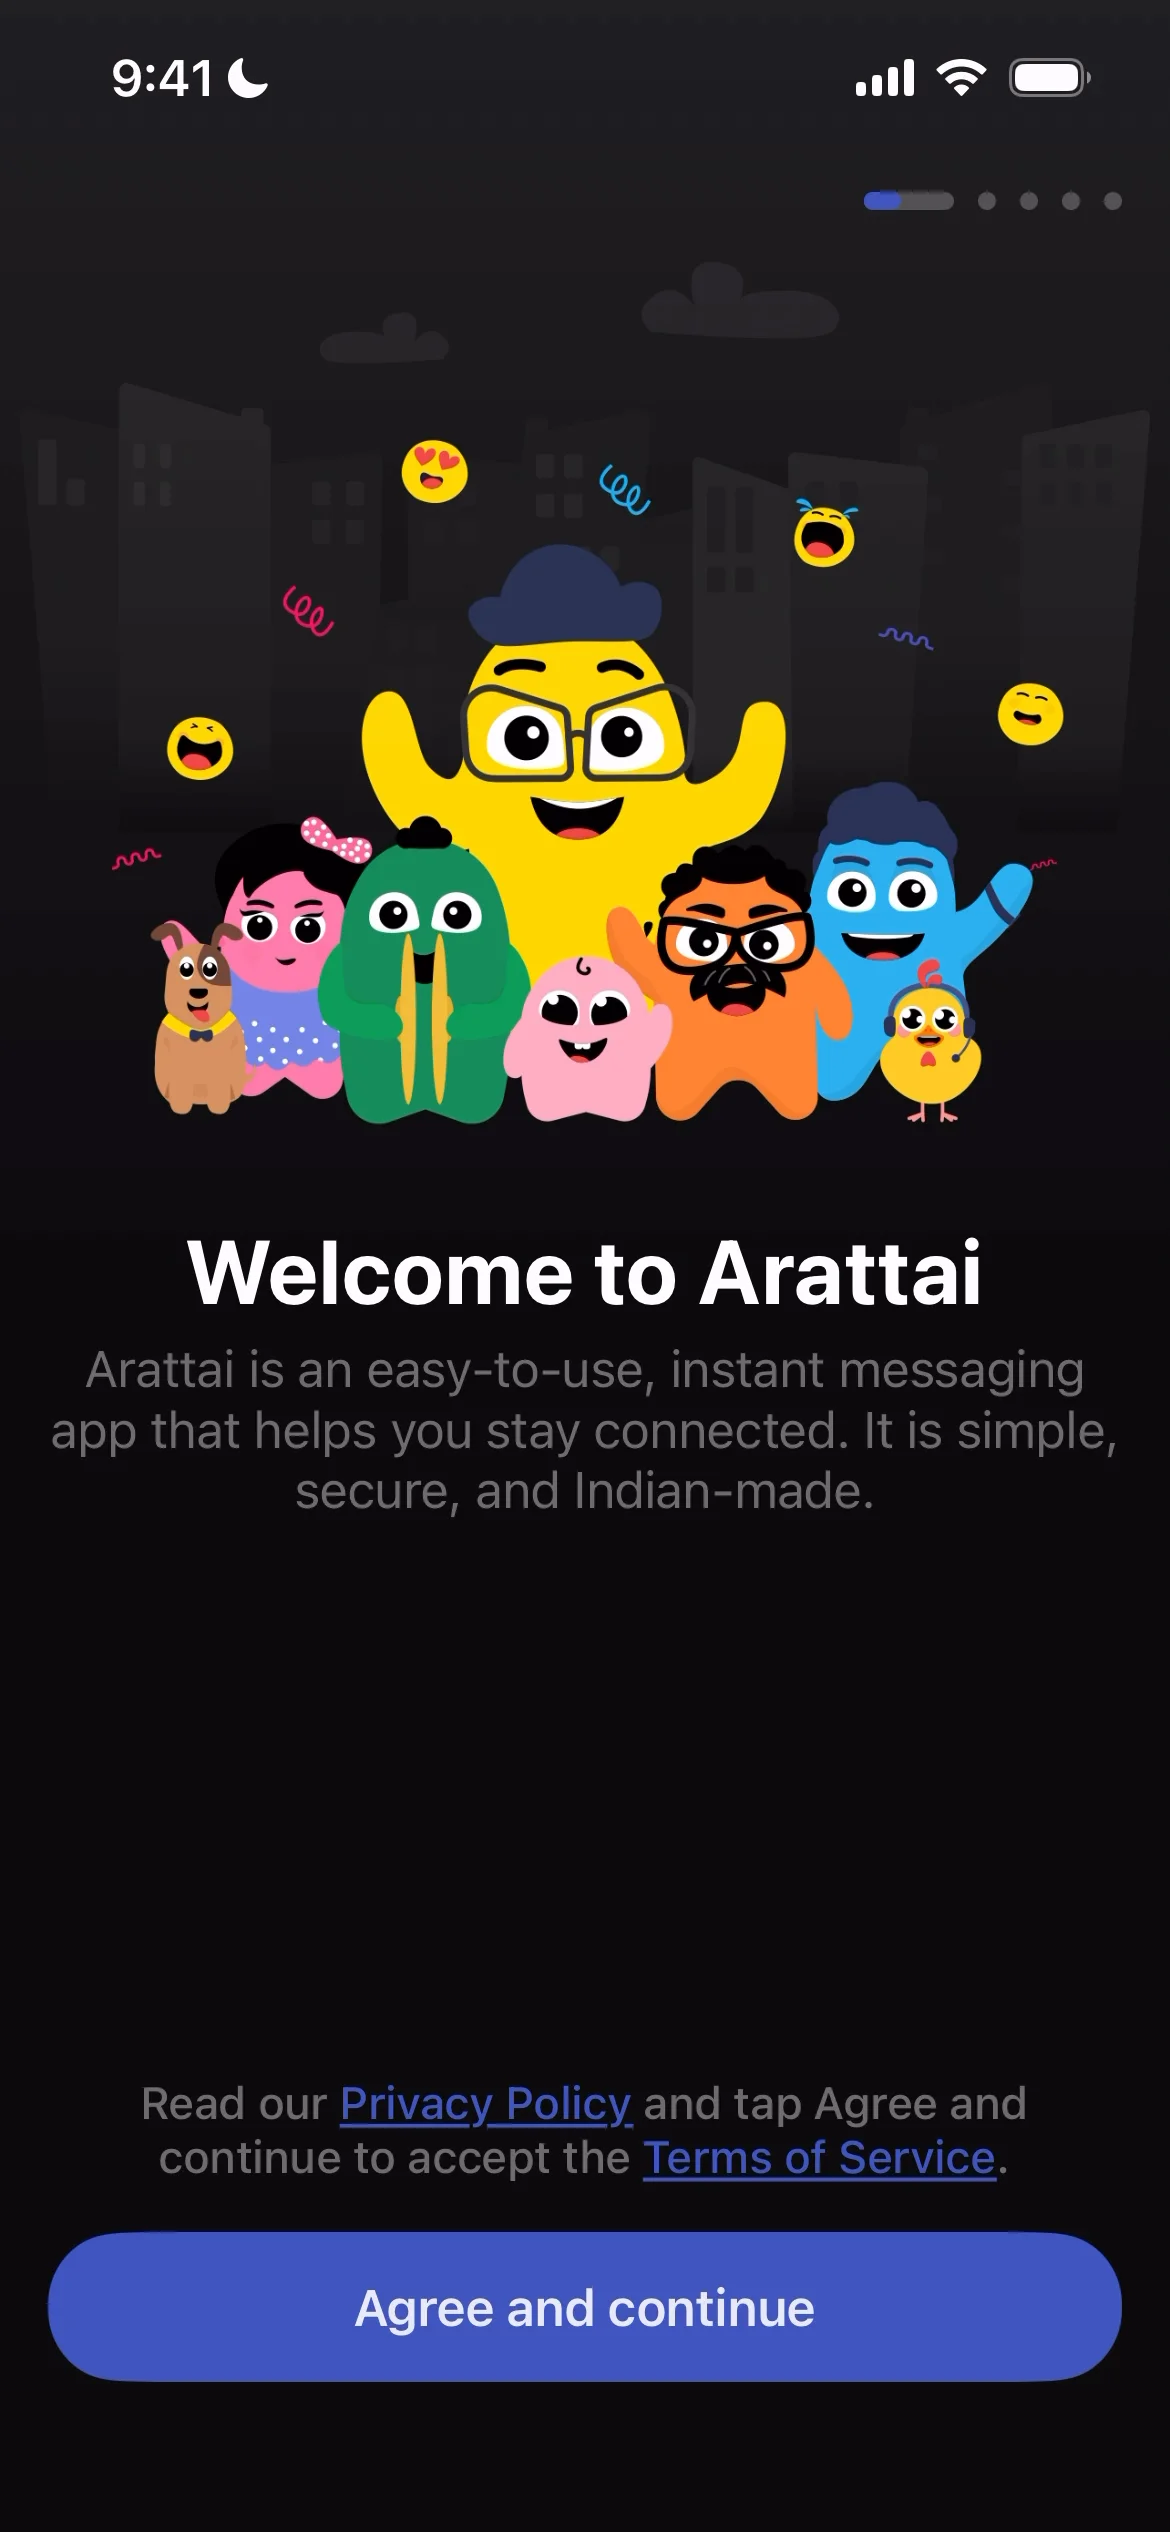 9:41
Welcome to Arattai
Arattai is an easy-to-use, instant messaging
app that helps you stay connected. It is simple,
secure, and Indian-made.
Read our Privacy Policy and tap Agree and
continue to accept the Terms of Service.
Agree and continue